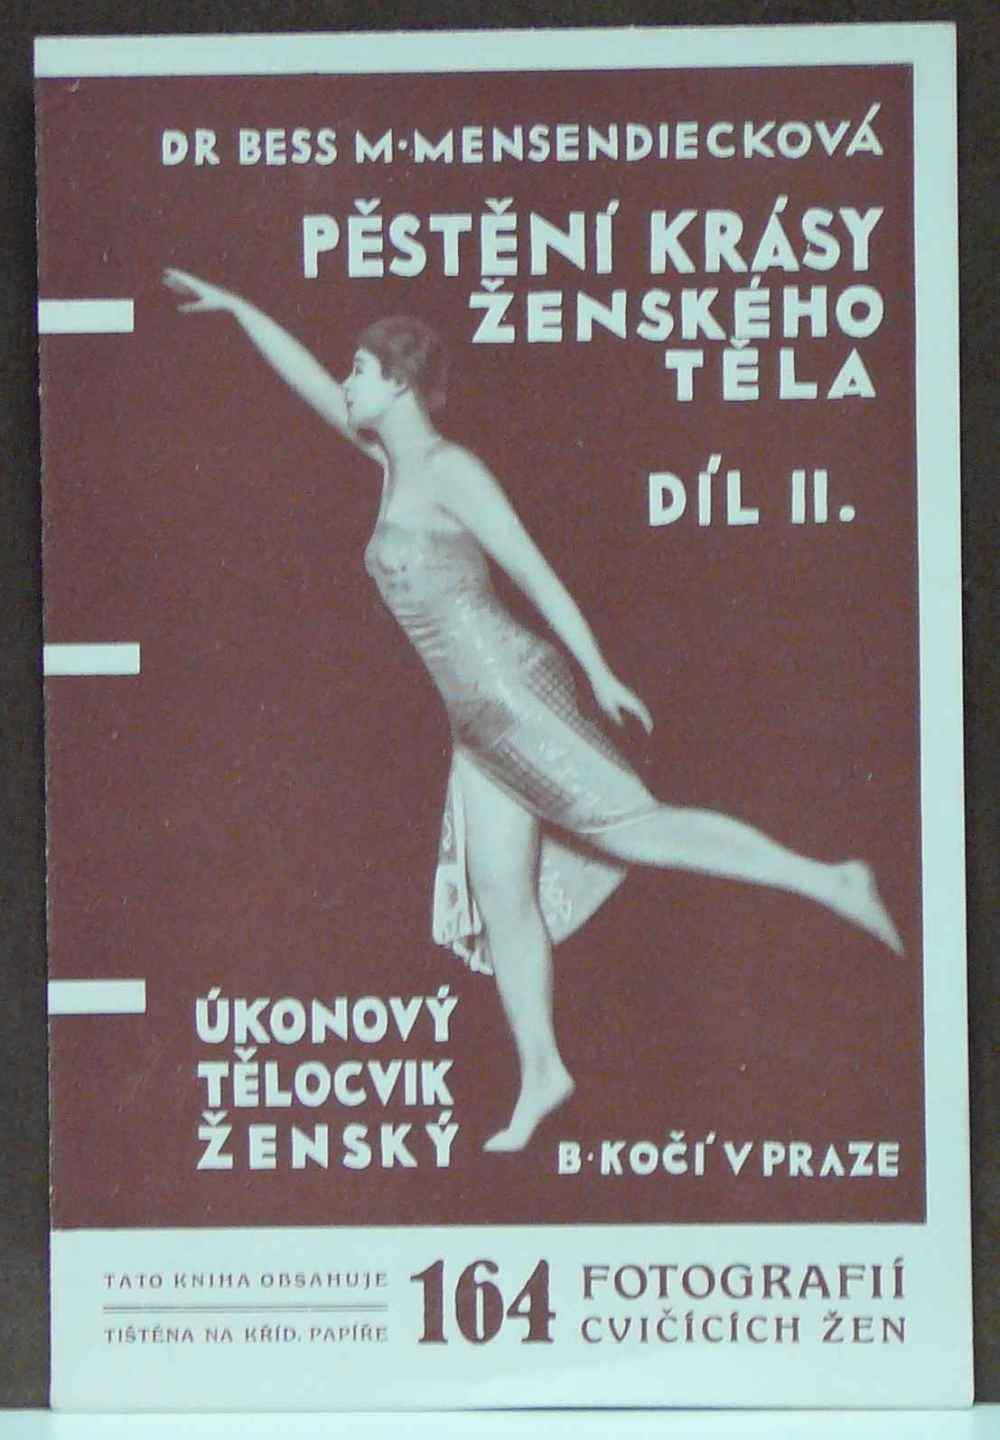 DR BESS M·MENSENDIECKOVÁ
PĚSTĚNÍ KRÁSY
ŽENSKÉHO
TĚLA
DÍL II.
ÚKONOVÝ
TĚLOCVIK
ŽENSKÝ
B·KOČÍ V PRAZE
TATO KNIHA OBSAHUJE
TIŠTĚNA NA KŘÍD. PAPÍŘE
164
FOTOGRAFIÍ
CVIČÍCÍCH ŽEN